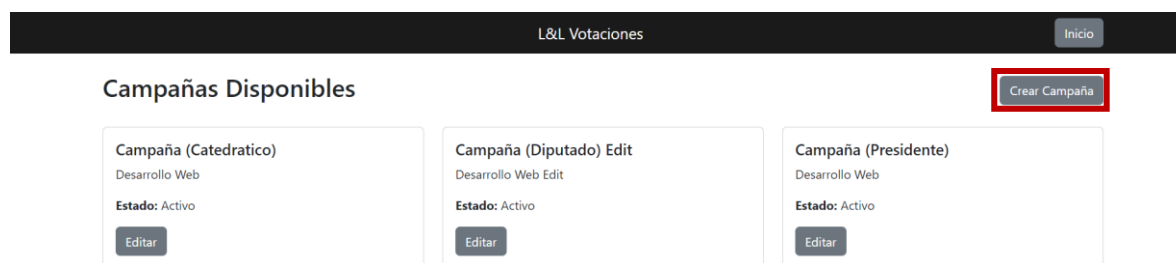 L&L Votaciones
Inicio
Campañas Disponibles
Crear Campaña
Campaña (Catedratico)
Desarrollo Web
Estado: Activo
Editar
Campaña (Diputado) Edit
Desarrollo Web Edit
Estado: Activo
Editar
Campaña (Presidente)
Desarrollo Web
Estado: Activo
Editar